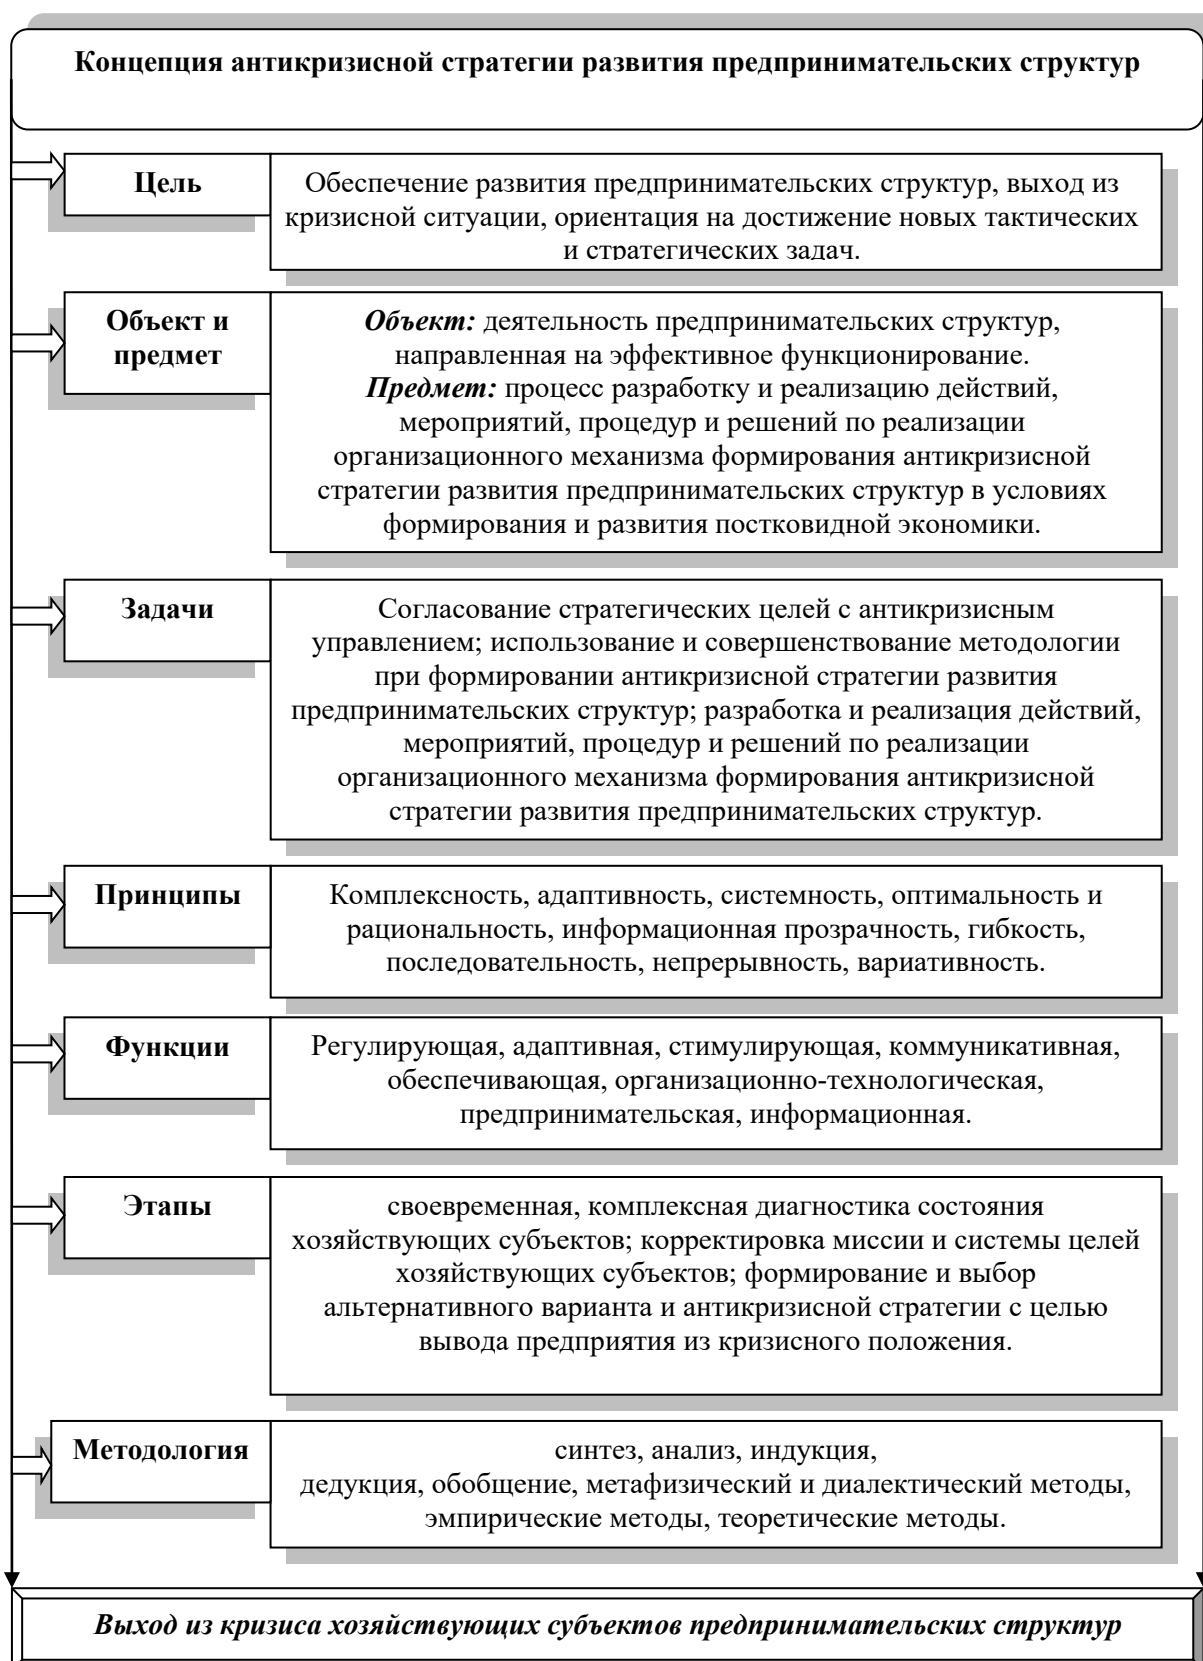 Концепция антикризисной стратегии развития предпринимательских структур
Цель
Обеспечение развития предпринимательских структур, выход из
кризисной ситуации, ориентация на достижение новых тактических
и стратегических задач.
Объект и
предмет
Объект: деятельность предпринимательских структур,
направленная на эффективное функционирование.
Предмет: процесс разработку и реализацию действий,
мероприятий, процедур и решений по реализации
организационного механизма формирования антикризисной
стратегии развития предпринимательских структур в условиях
формирования и развития постковидной экономики.
Задачи
Согласование стратегических целей с антикризисным
управлением; использование и совершенствование методологии
при формировании антикризисной стратегии развития
предпринимательских структур; разработка и реализация действий,
мероприятий, процедур и решений по реализации
организационного механизма формирования антикризисной
стратегии развития предпринимательских структур.
Принципы
Комплексность, адаптивность, системность, оптимальность и
рациональность, информационная прозрачность, гибкость,
последовательность, непрерывность, вариативность.
Функции
Регулирующая, адаптивная, стимулирующая, коммуникативная,
обеспечивающая, организационно-технологическая,
предпринимательская, информационная.
Этапы
своевременная, комплексная диагностика состояния
хозяйствующих субъектов; корректировка миссии и системы целей
хозяйствующих субъектов; формирование и выбор
альтернативного варианта и антикризисной стратегии с целью
вывода предприятия из кризисного положения.
Методология
синтез, анализ, индукция,
дедукция, обобщение, метафизический и диалектический методы,
эмпирические методы, теоретические методы.
Выход из кризиса хозяйствующих субъектов предпринимательских структур